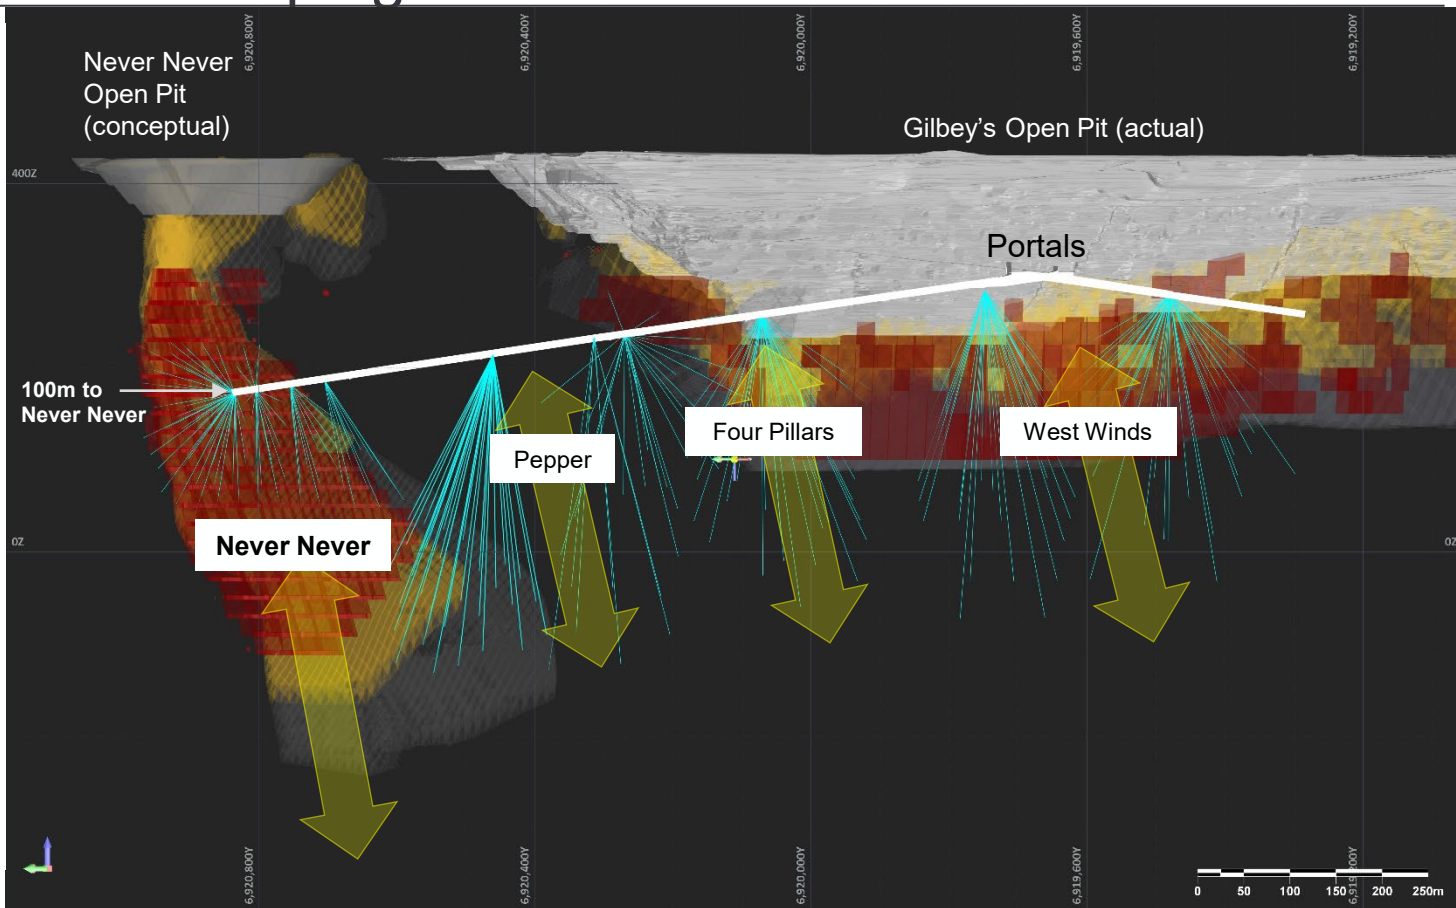 6,920,800Y
6,920,400Y
6,920,000Y
6,919,600Y
6,919,200Y
Never Never
Open Pit
(conceptual)
Gilbey's Open Pit (actual)
400Z
Portals
100m to
Never Never
Four Pillars
West Winds
Pepper
Never Never
0Z
0Z
6,920,800Y
6,920,400Y
6,920,000Y
6,919,600Y
6,919,200Y
0 50 100 150 200 250m